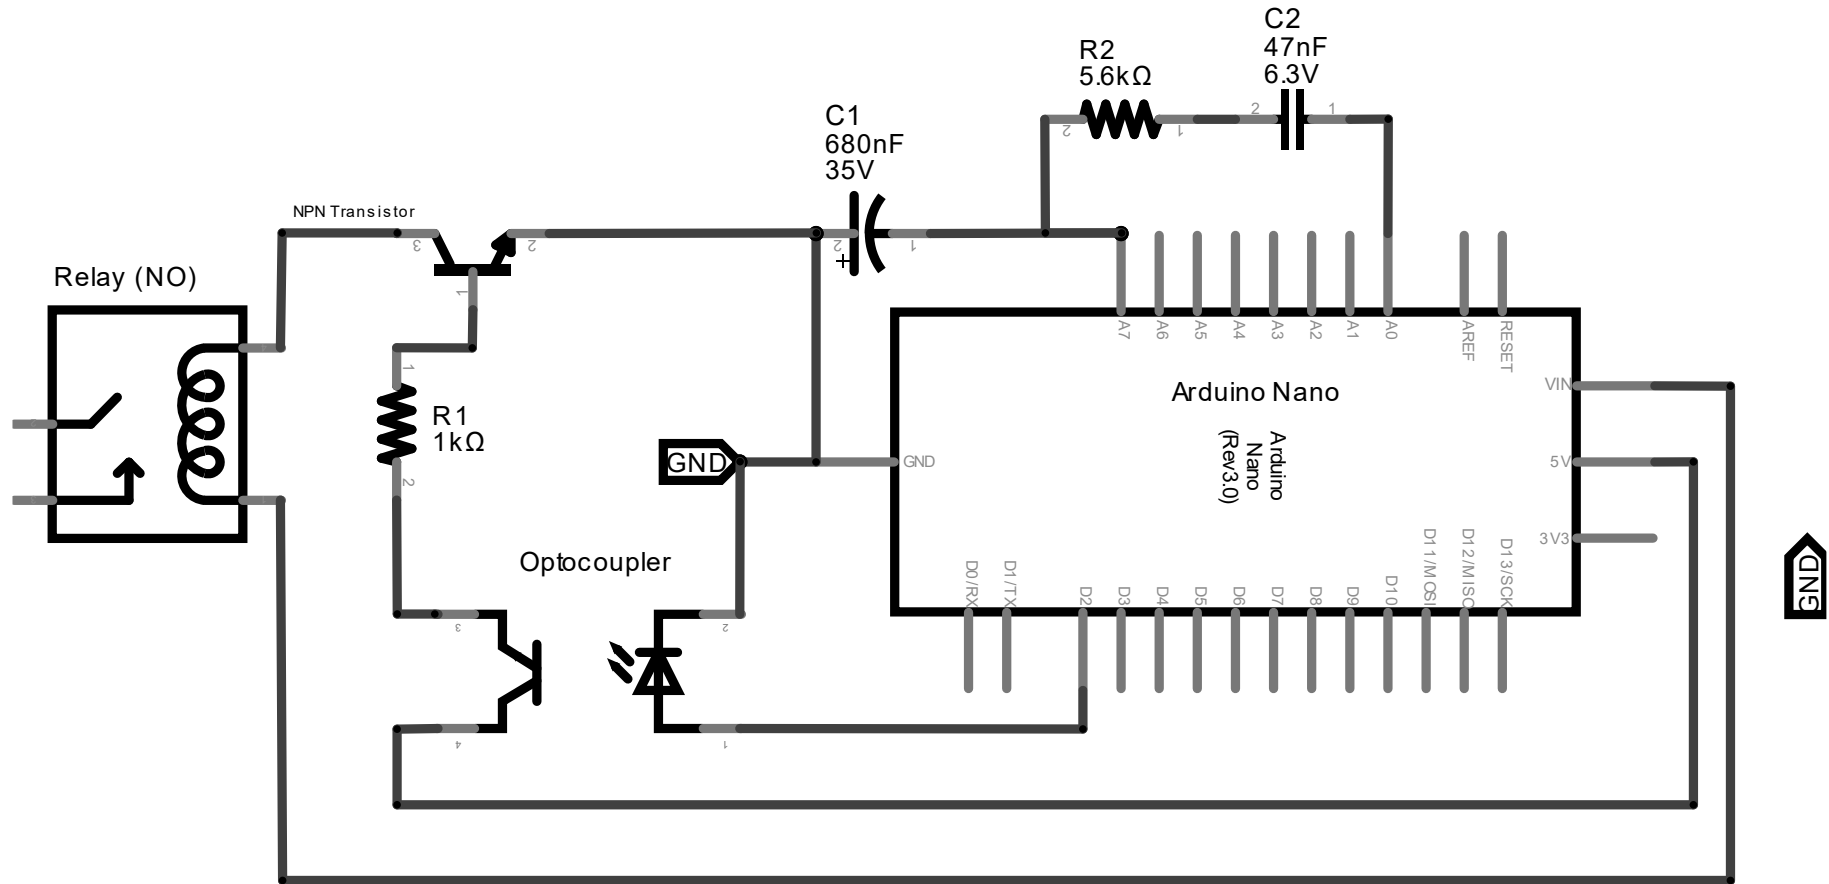 C2
47nF
6.3V
R2
5.6kΩ
2
1
2
1
C1
680nF
35V
NPN Transistor
3
2
2
1
+
1
Relay (NO)
A7
A6
A5
A4
A3
A2
A1
A0
AREF
RESET
1
R1
1kΩ
2
VIN
Arduino Nano
Arduino
Nano
(Rev3.0)
GND
GND
5V
3V3
GND
Optocoupler
D0/RX
D1/TX
D2
D3
D4
D5
D6
D7
D8
D9
D10
D11/MOSI
D12/MISO
D13/SCK
3
2
4
1